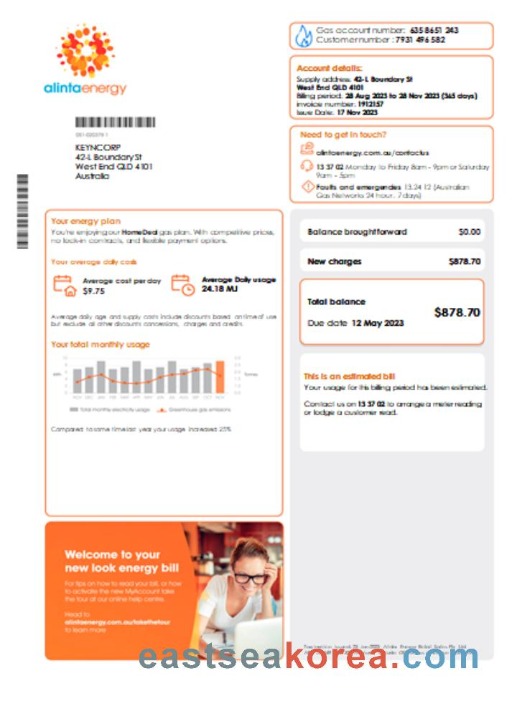 alintaenergy
KEYNCORP
42-L Boundary St
West End QLD 4101
Australia
Gas account number: 635 8651 243
Customer number: 7931 496 582
Account details:
Supply address: 42-L Boundary St
West End QLD 4101
Billing period: 28 Aug 2023 to 28 Nov 2023 (365 days)
Invoice number: 1912157
Issue Date: 17 Nov 2023
Need to get in touch?
alintaenergy.com.au/contactus
13 37 02 Monday to Friday 8am - 9pm or Saturday
9am - 5pm
Faults and emergencies 13 24 12 (Australian
Gas Networks 24 hour, 7 days)
Your energy plan
You're enjoying our HomeDeal gas plan. With competitive prices,
no lock-in contracts, and flexible payment options.
Your average daily costs
Average cost per day
$9.75
Average Daily usage
24.18 MJ
Average daily age and supply costs include discounts based on time of use
but exclude all other discounts concessions, charges and credits
Your total monthly usage
Total monthly electricity usage
Greenhouse gas emissions
Compared to same time last year your usage increased 25%
Balance brought forward $0.00
New charges $878.70
Total balance
$878.70
Due date 12 May 2023
This is an estimated bill
Your usage for this billing period has been estimated.
Contact us on 13 37 02 to arrange a meter reading
or lodge a customer read.
Welcome to your
new look energy bill
For tips on how to read your bill, or how
to activate the new MyAccount take
the tour at our online help centre.
Head to
alintaenergy.com.au/takethetour
to learn more
eastseakorea.com